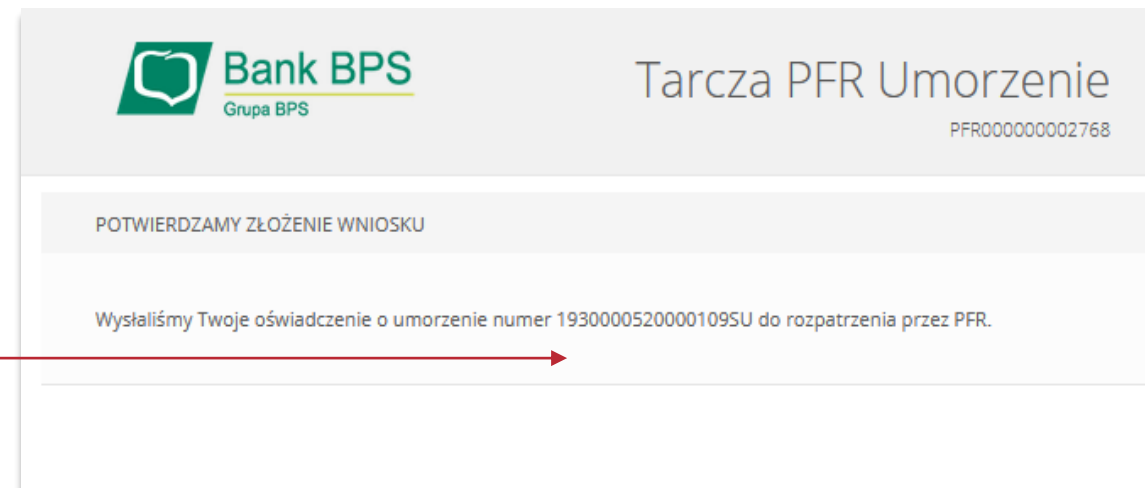 Bank BPS
Grupa BPS
Tarcza PFR Umorzenie
PFR000000002768
POTWIERDZAMY ZŁOŻENIE WNIOSKU
Wysłaliśmy Twoje oświadczenie o umorzenie numer 1930000520000109SU do rozpatrzenia przez PFR.